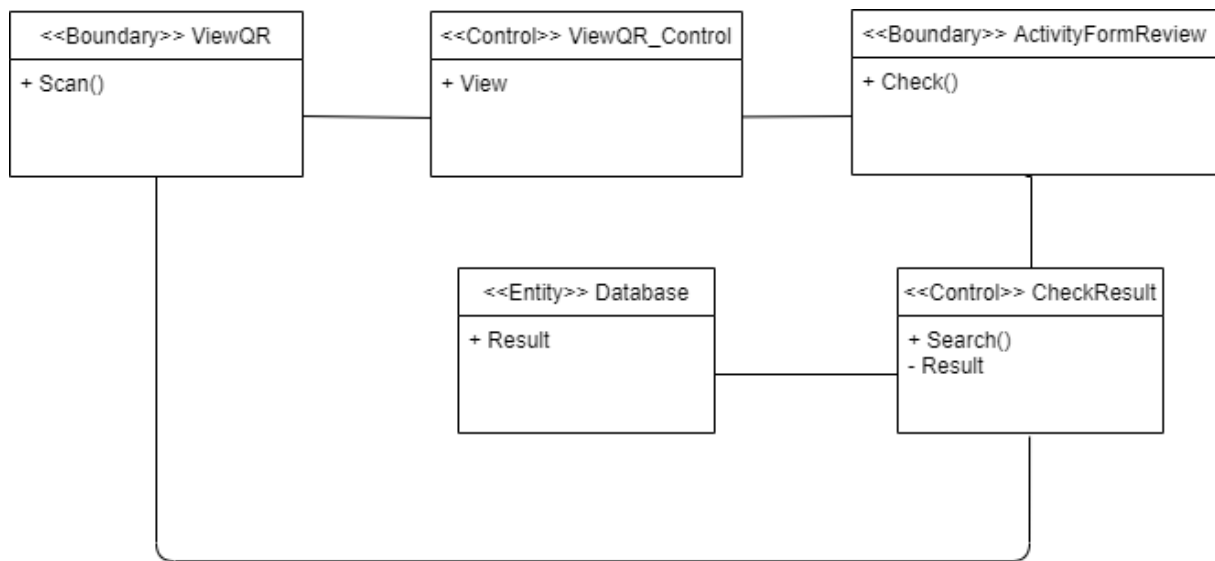 <<Boundary>> ViewQR
+ Scan()
<<Control>> ViewQR_Control
+ View
<<Boundary>> ActivityFormReview
+ Check()
<<Entity>> Database
+ Result
<<Control>> CheckResult
+ Search()
- Result